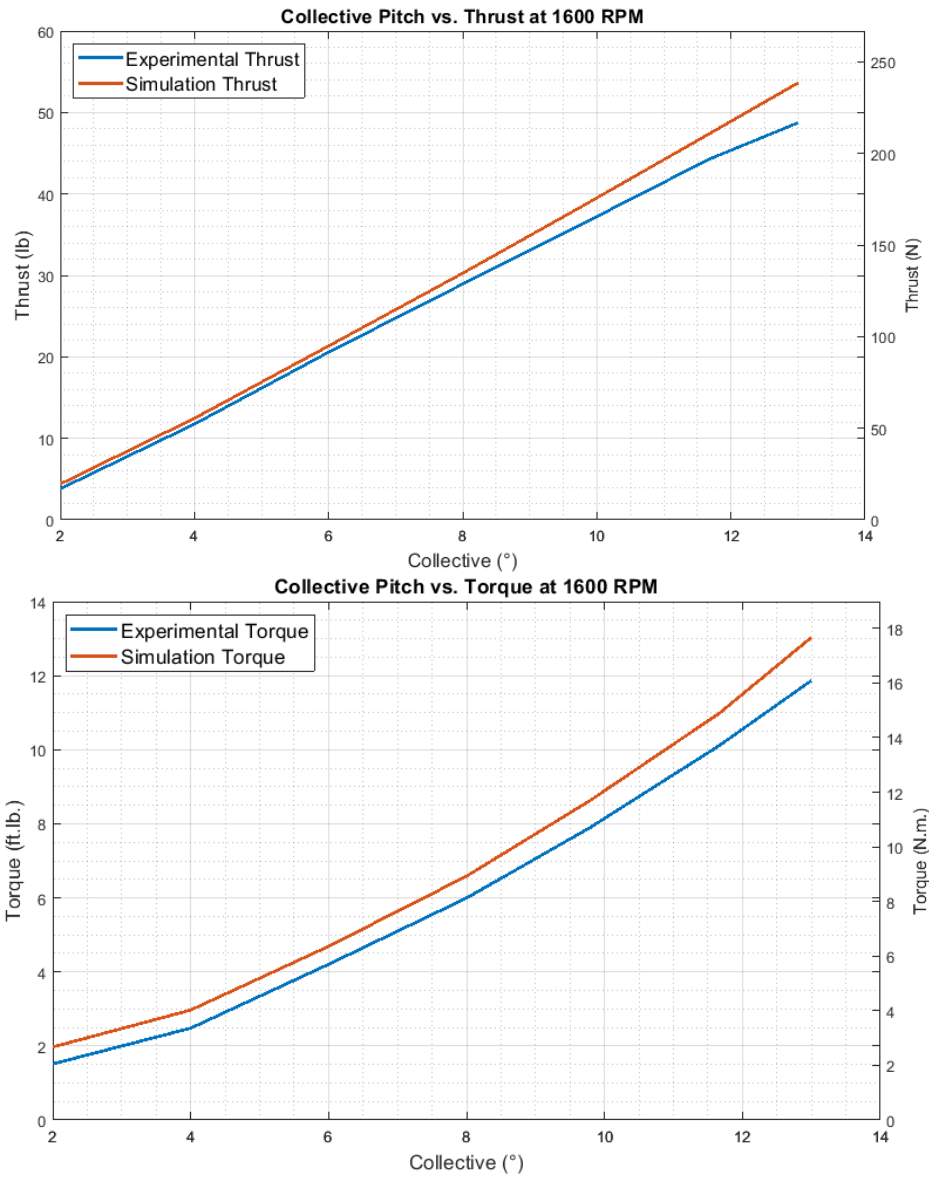 Collective Pitch vs. Thrust at 1600 RPM
Experimental Thrust
Simulation Thrust
60
50
40
30
20
10
0
Thrust (lb)
250
200
150
100
50
0
Thrust (N)
2 4 6 8 10 12 14
Collective (°)
Collective Pitch vs. Torque at 1600 RPM
Experimental Torque
Simulation Torque
14
12
10
8
6
4
2
0
Torque (ft.lb.)
18
16
14
12
10
8
6
4
2
0
Torque (N.m.)
2 4 6 8 10 12 14
Collective (°)